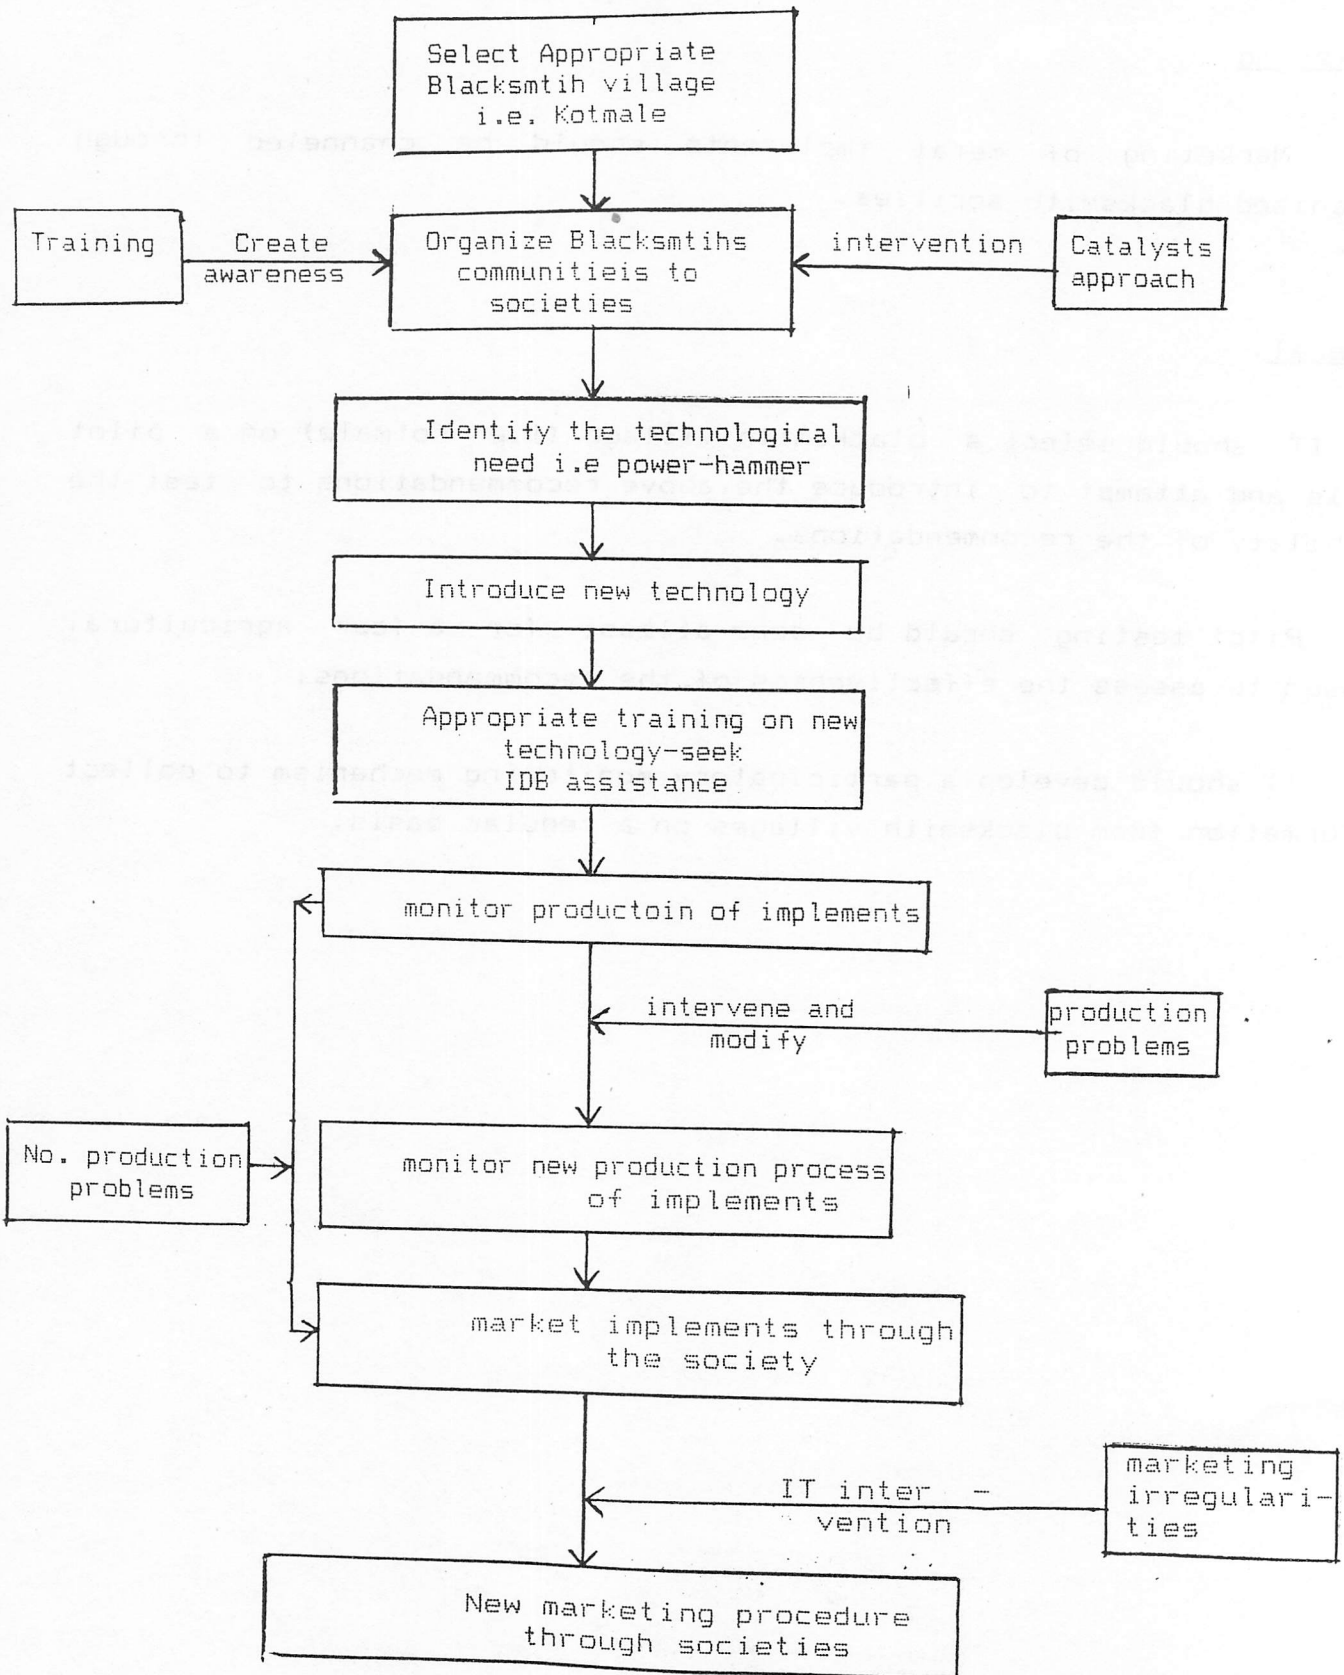 Select Appropriate
Blacksmtih village
i.e. Kotmale
Training
Create
awareness
Organize Blacksmtihs
communitieis to
societies
intervention
Catalysts
approach
Identify the technological
need i.e power-hammer
Introduce new technology
Appropriate training on new
technology-seek
IDB assistance
monitor productoin of implements
intervene and
modify
production
problems
No. production
problems
monitor new production process
of implements
market implements through
the society
IT inter -
vention
marketing
irregulari-
ties
New marketing procedure
through societies